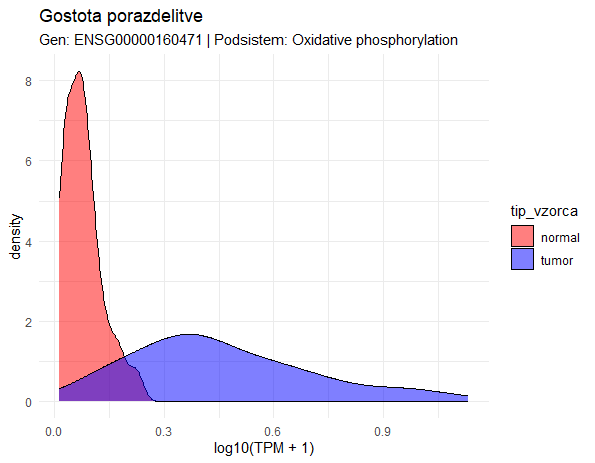 Gostota porazdelitve
Gen: ENSG00000160471 | Podsistem: Oxidative phosphorylation
8
6
4
2
0
density
0.0 0.3 0.6 0.9
log10(TPM + 1)
tip_vzorca
normal
tumor